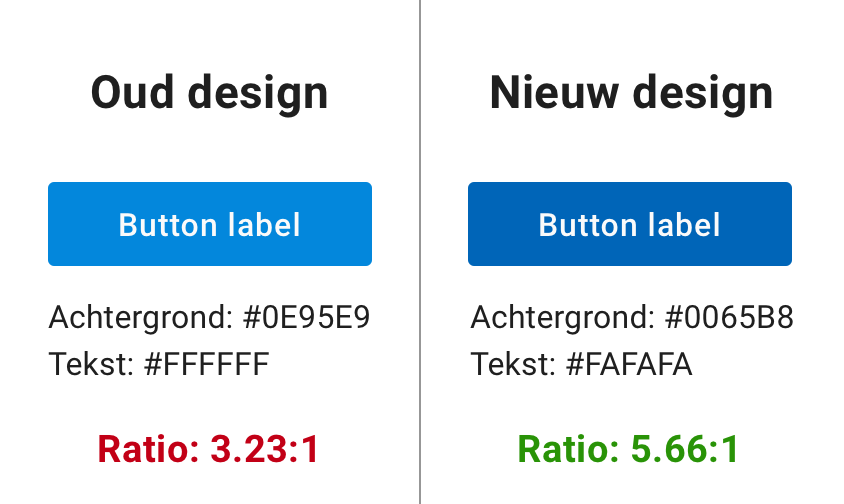 Oud design
Button label
Achtergrond: #0E95E9
Tekst: #FFFFFF
Ratio: 3.23:1
Nieuw design
Button label
Achtergrond: #0065B8
Tekst: #FAFAFA
Ratio: 5.66:1